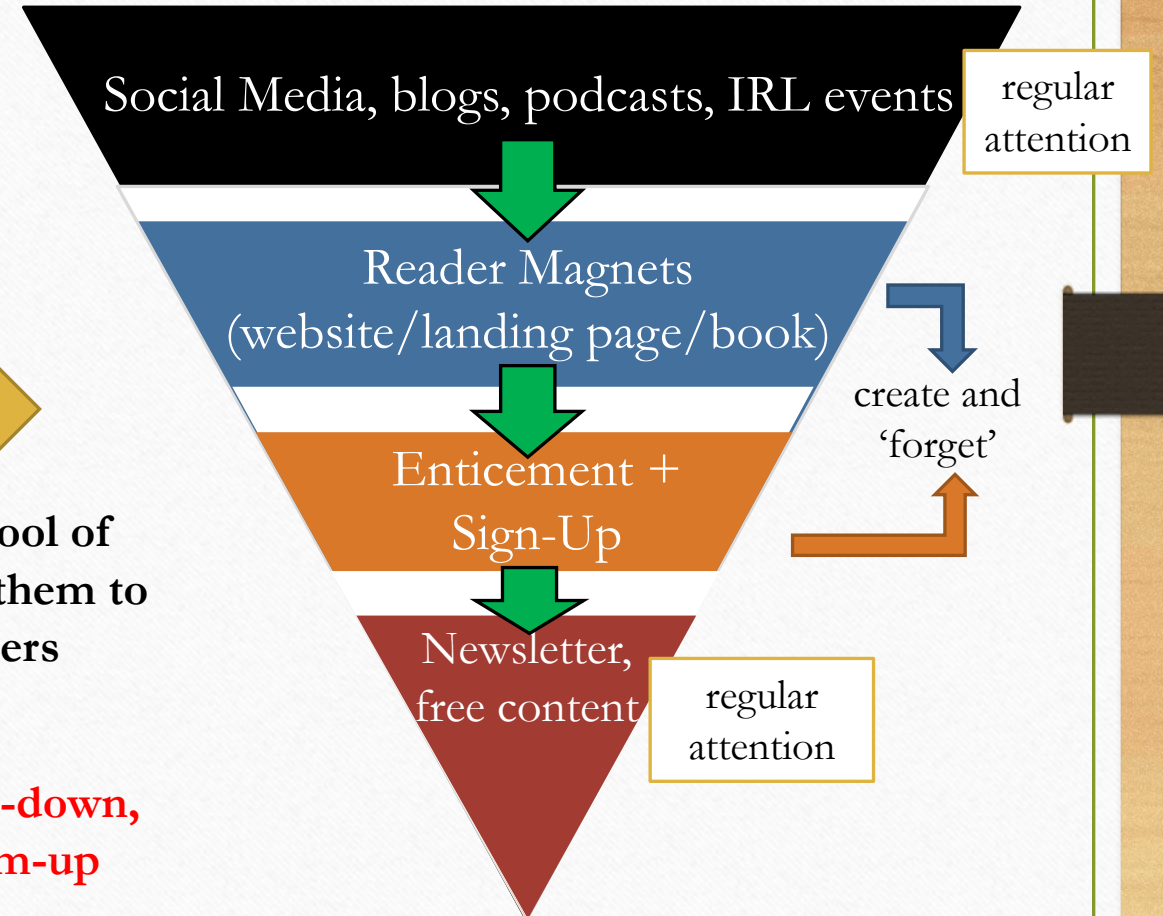 Social Media, blogs, podcasts, IRL events
regular
attention
Reader Magnets
(website/landing page/book)
create and
‘forget’
Enticement +
Sign-Up
Newsletter,
free content
regular
attention
ool of
them to
ers
-down,
m-up